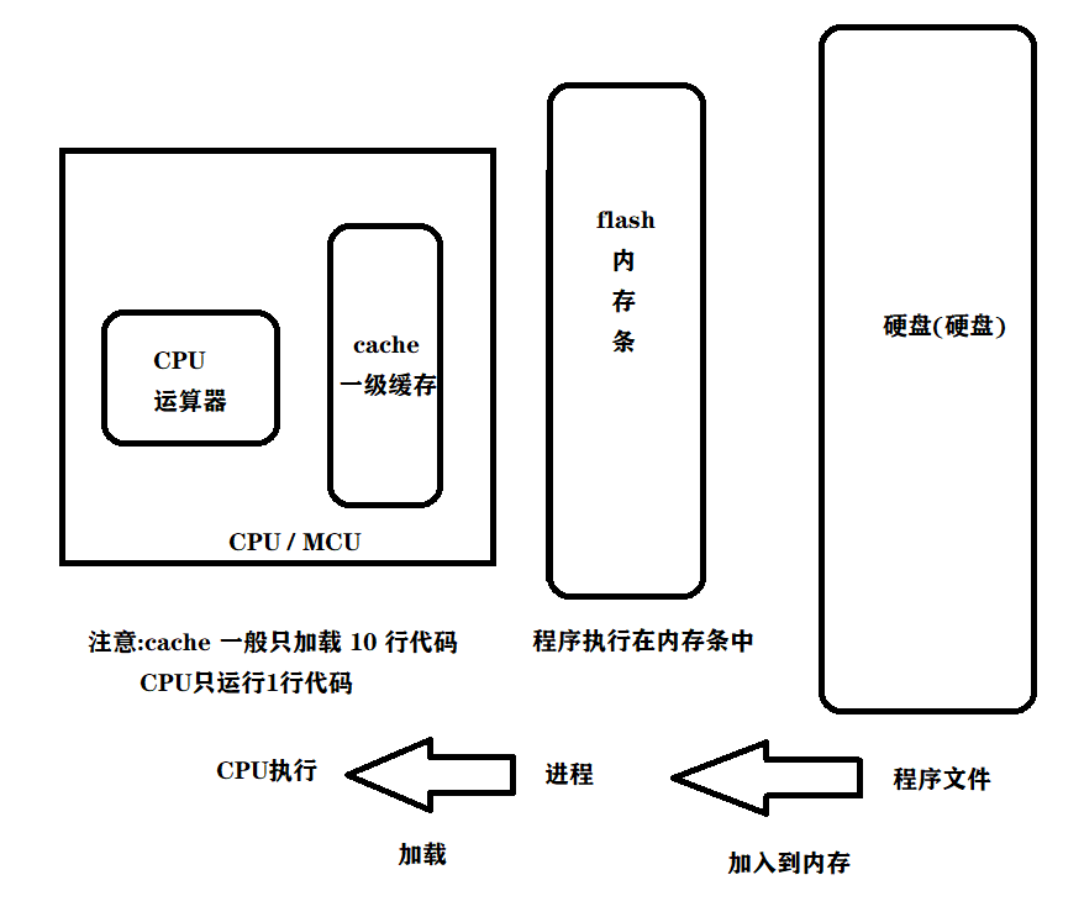 flash
内
存
条
硬盘(硬盘)
CPU
运算器
cache
一级缓存
CPU / MCU
注意:cache 一般只加载 10 行代码
CPU只运行1行代码
程序执行在内存条中
CPU执行
进程
程序文件
加载
加入到内存